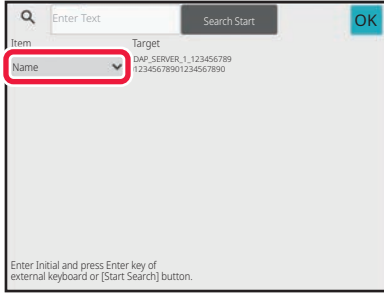 Enter Text
Search Start
OK
Item
Target
Name
DAP_SERVER_1_123456789
12345678901234567890
Enter Initial and press Enter key of
external keyboard or [Start Search] button.